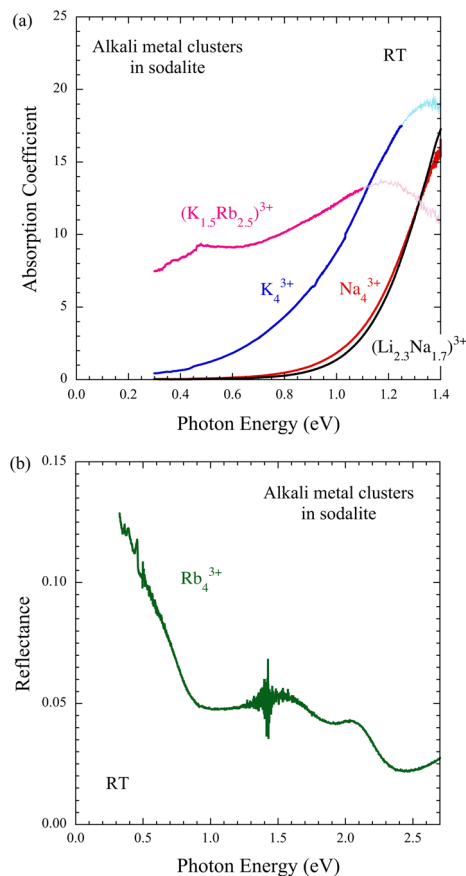 (a)
25
20
15
10
5
0
Absorption Coefficient
Alkali metal clusters
in sodalite
RT
(K1.5Rb2.5)3+
K43+
Na43+
(Li2.3Na1.7)3+
0.0 0.2 0.4 0.6 0.8 1.0 1.2 1.4
Photon Energy (eV)
(b)
0.15
0.10
0.05
0.00
Reflectance
Alkali metal clusters
in sodalite
Rb43+
RT
0.0 0.5 1.0 1.5 2.0 2.5
Photon Energy (eV)